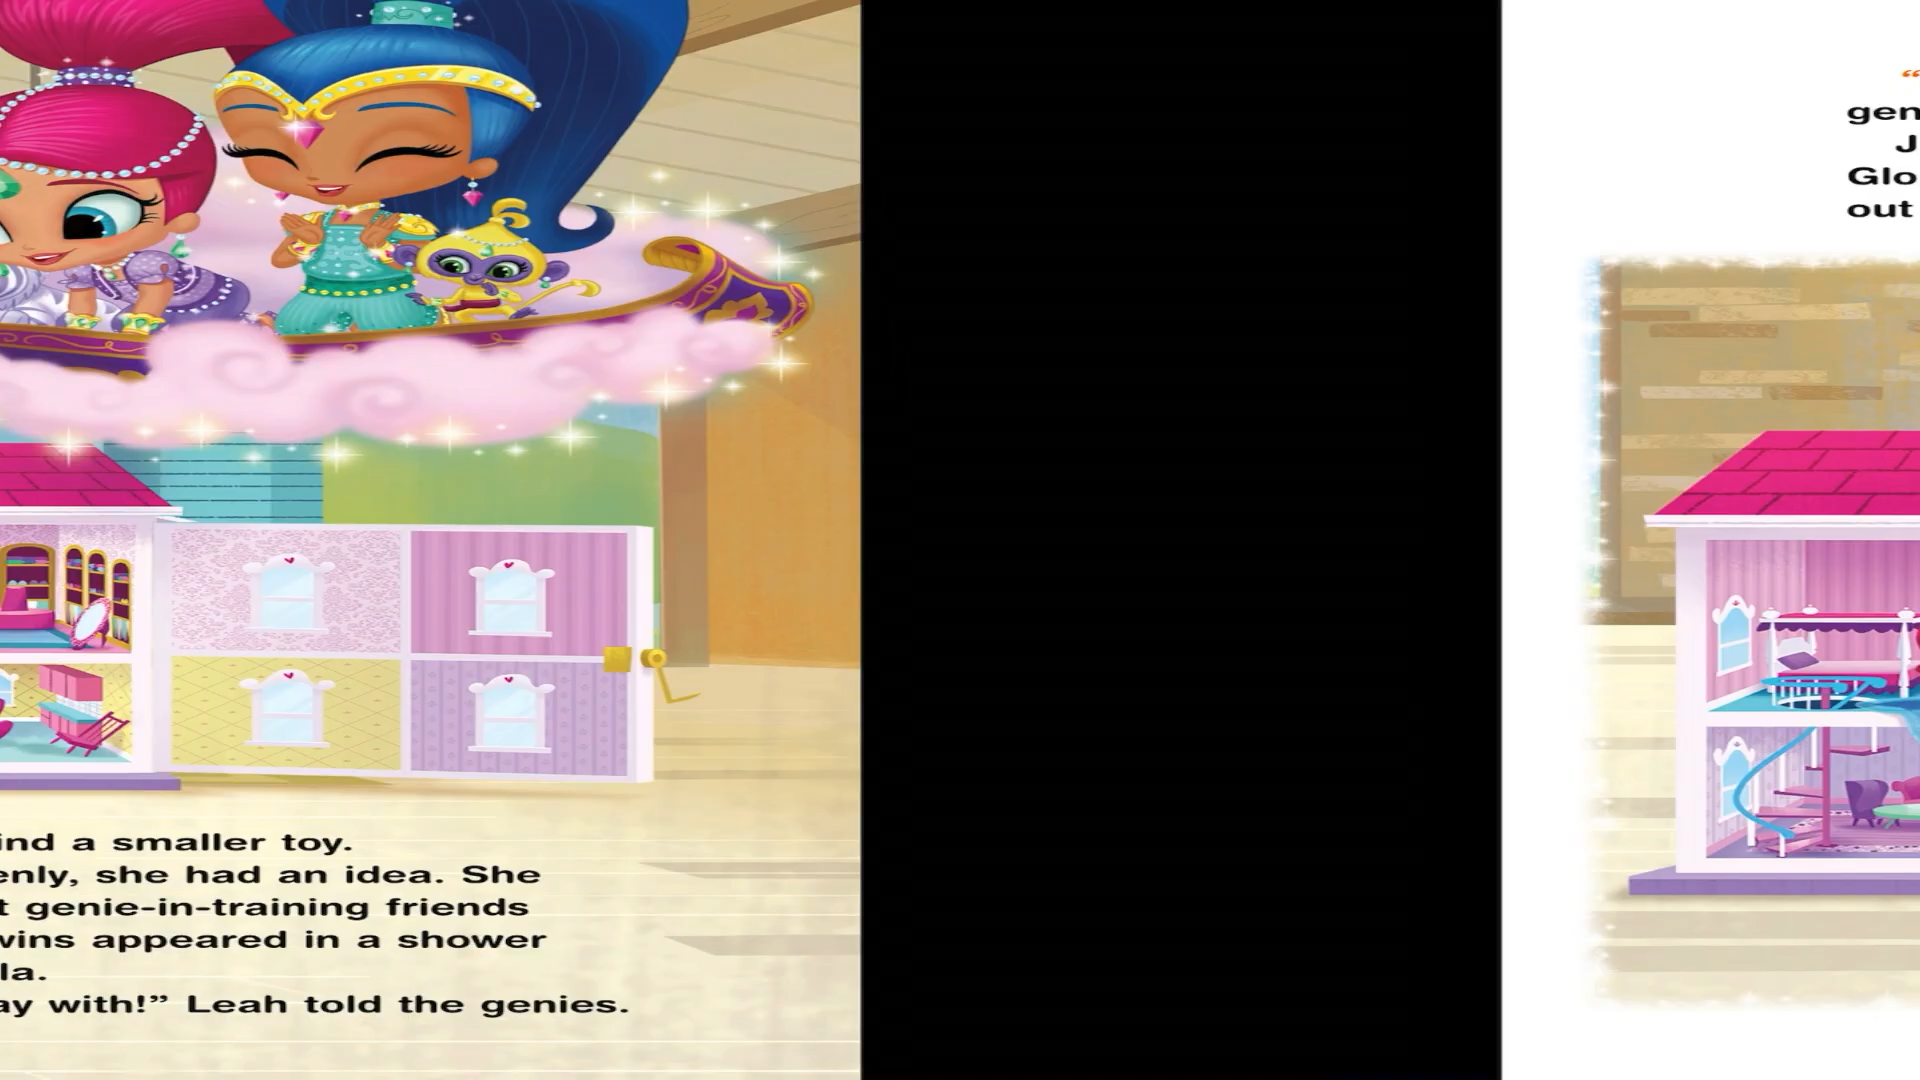 ind a smaller toy.
enly, she had an idea. She
t genie-in-training friends
wins appeared in a shower
la.
ay with!” Leah told the genies.
“
gen
J
Glo
out